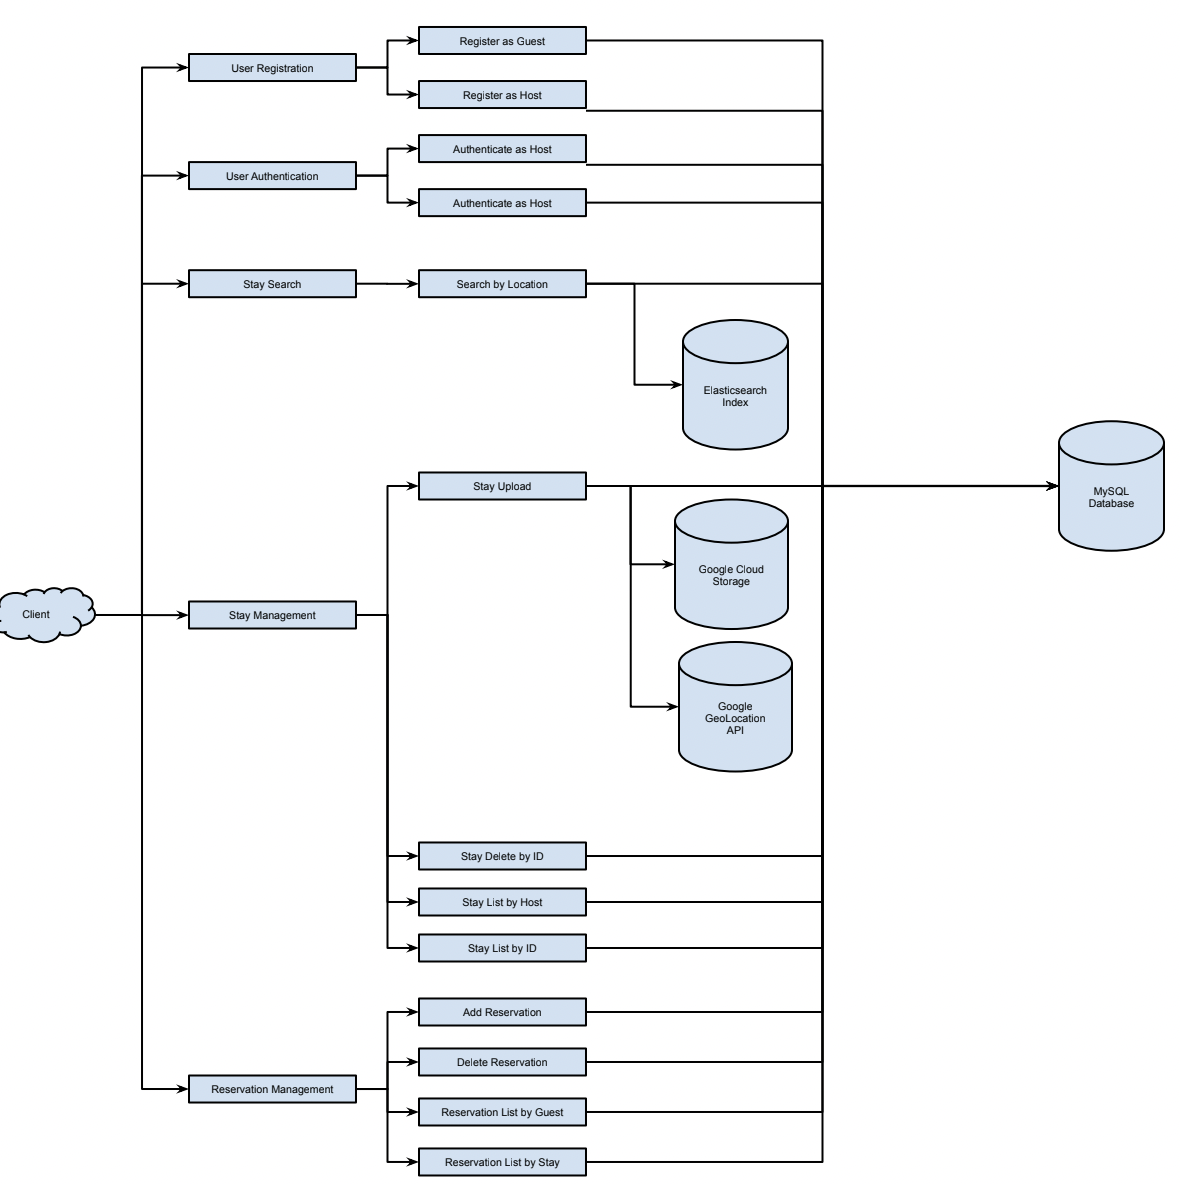 Register as Guest
User Registration
Register as Host
Authenticate as Host
User Authentication
Authenticate as Host
Stay Search
Search by Location
Elasticsearch
Index
Stay Upload
MySQL
Database
Google Cloud
Storage
Client
Stay Management
Google
GeoLocation
API
Stay Delete by ID
Stay List by Host
Stay List by ID
Add Reservation
Delete Reservation
Reservation Management
Reservation List by Guest
Reservation List by Stay